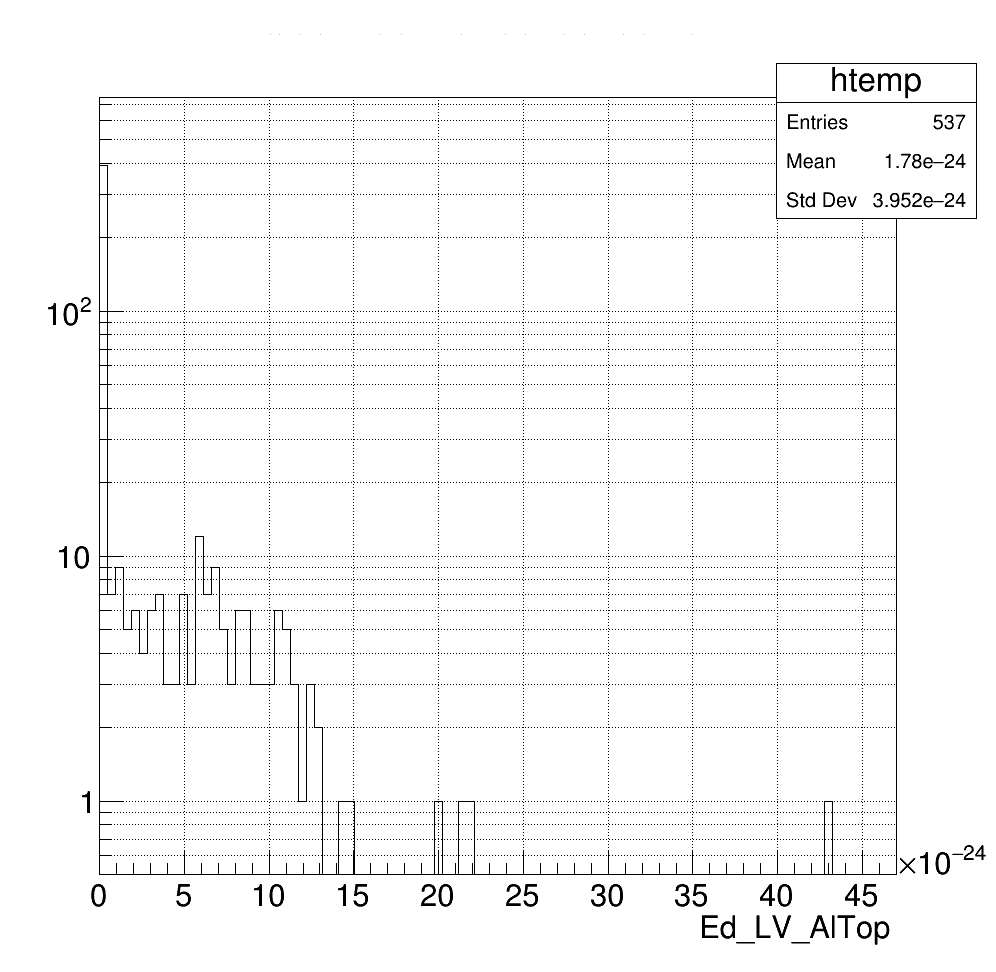 htemp
Entries 537
Mean 1.78e−24
Std Dev 3.952e−24
10²
10
1
0 5 10 15 20 25 30 35 40 45
×10⁻²⁴
Ed_LV_AlTop